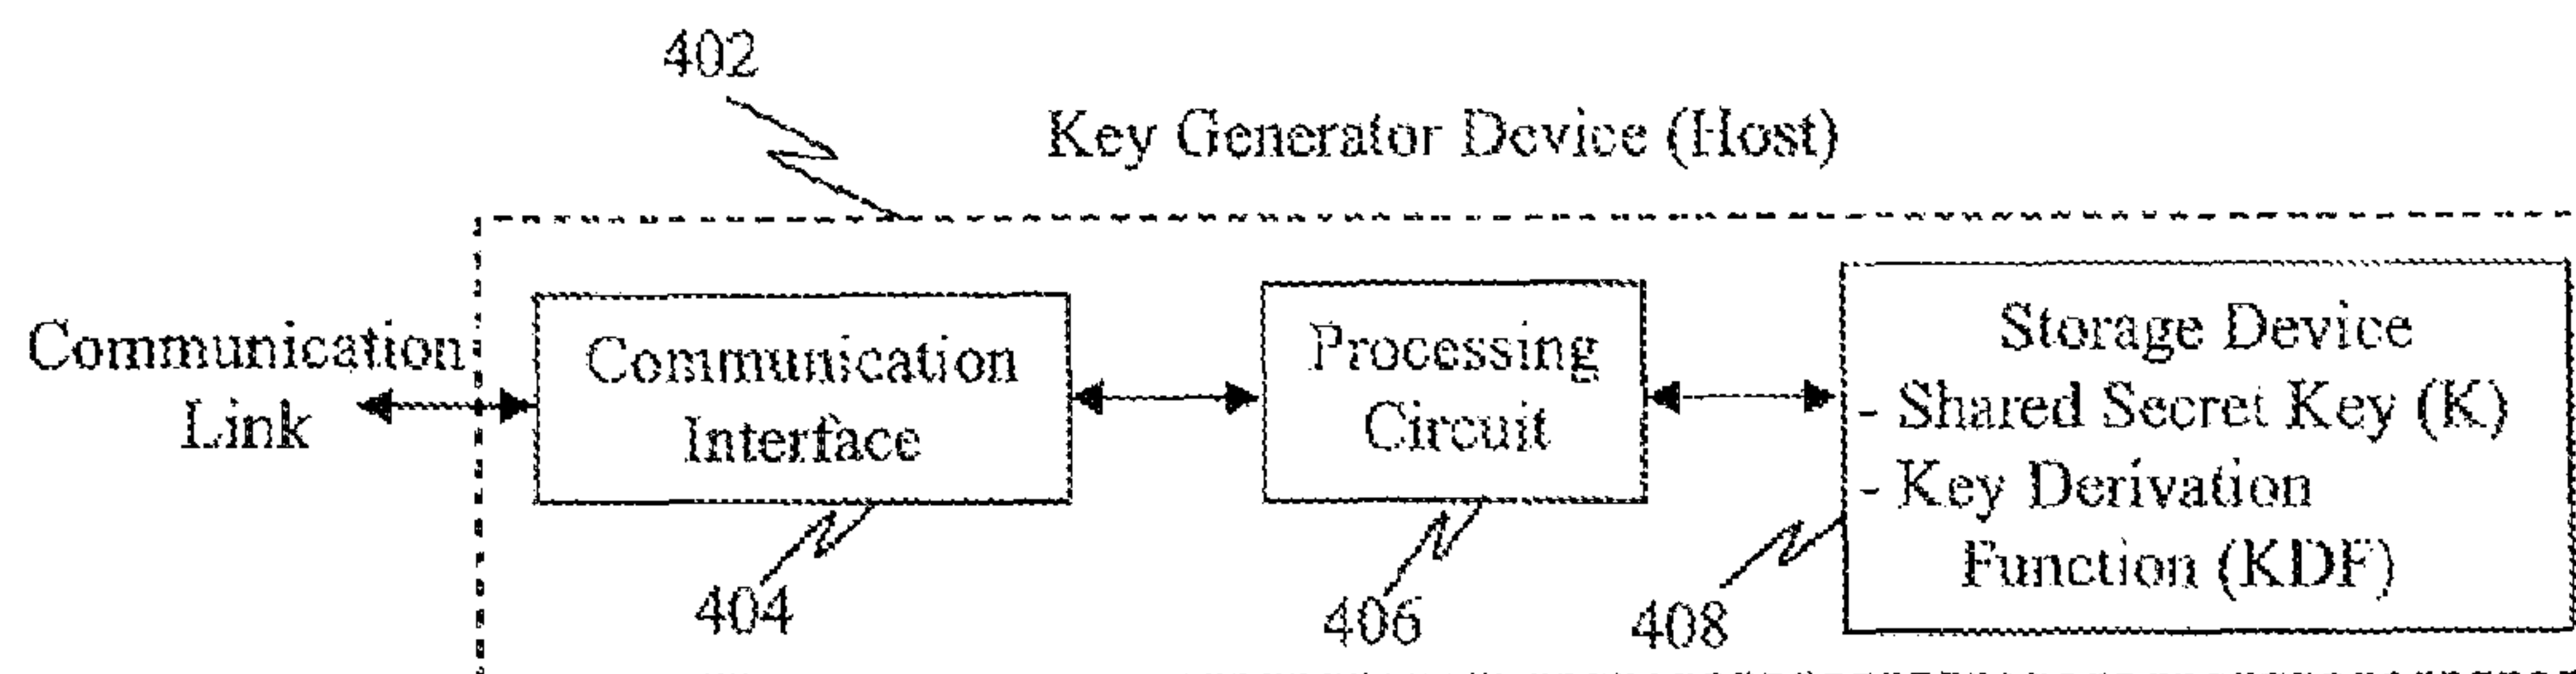 402
Key Generator Device (Host)
Communication
Link
Communication
Interface
Processing
Circuit
Storage Device
- Shared Secret Key (K)
- Key Derivation
Function (KDF)
404
406
408